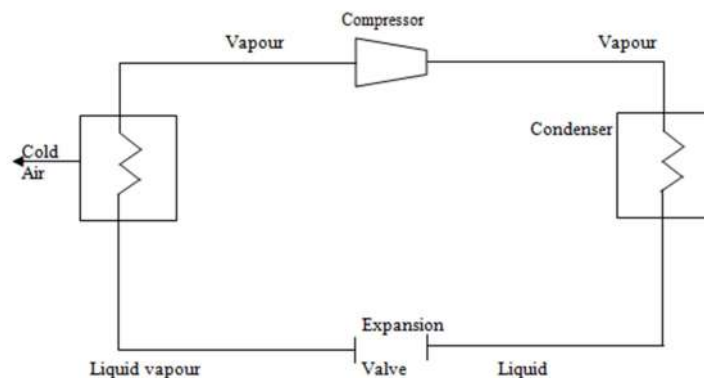 Compressor
Vapour
Vapour
Condenser
Cold
Air
Expansion
Valve
Liquid vapour
Liquid